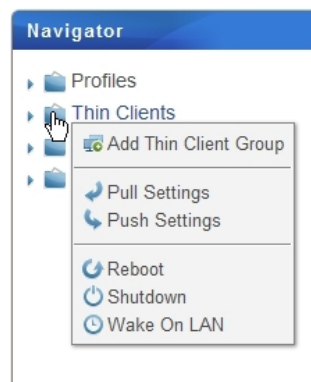 Navigator
Profiles
Thin Clients
Add Thin Client Group
Pull Settings
Push Settings
Reboot
Shutdown
Wake On LAN